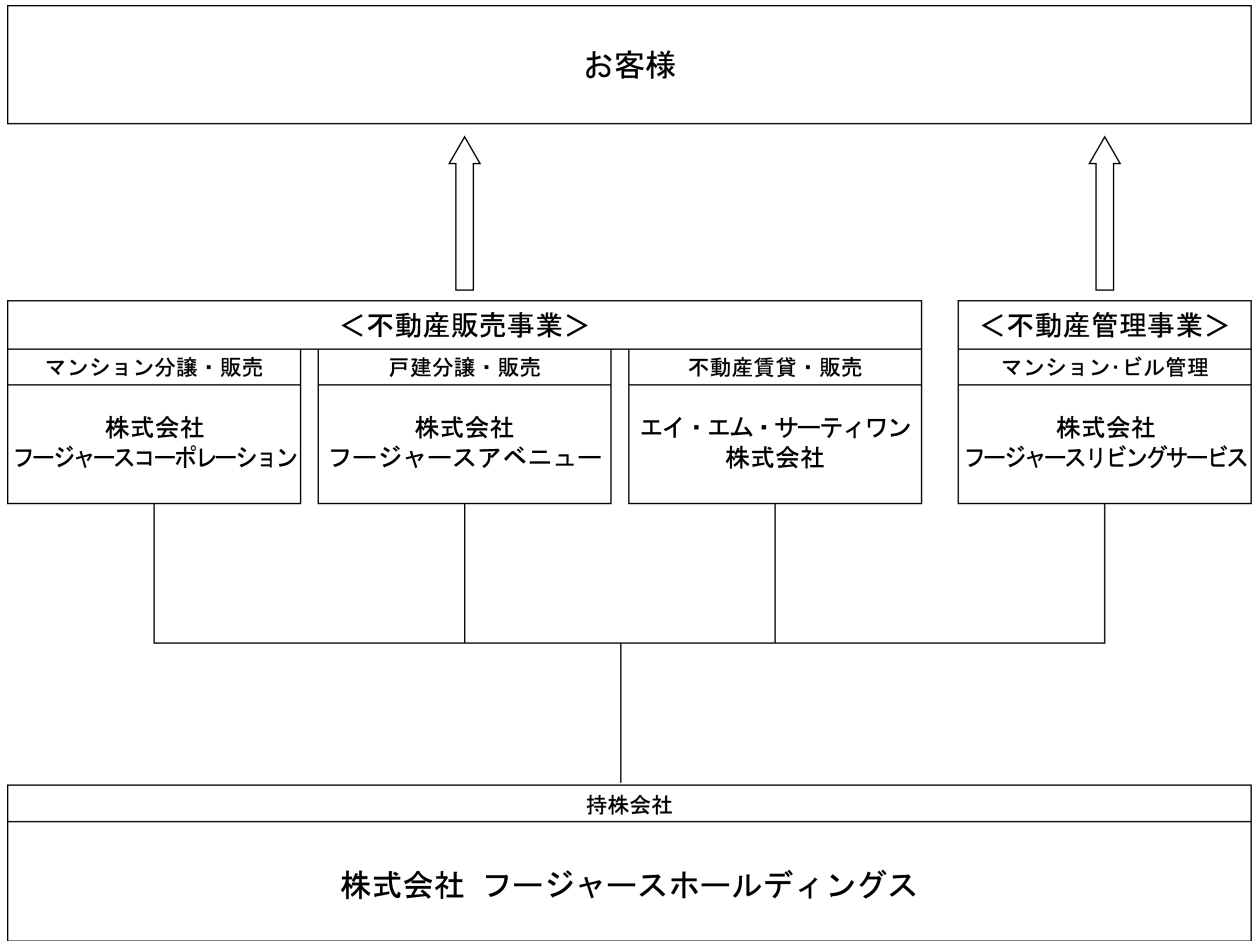 お客様
＜不動産販売事業＞
マンション分譲・販売
株式会社
フージャースコーポレーション
戸建分譲・販売
株式会社
フージャースアベニュー
不動産賃貸・販売
エイ・エム・サーティワン
株式会社
＜不動産管理事業＞
マンション・ビル管理
株式会社
フージャースリビングサービス
持株会社
株式会社 フージャースホールディングス